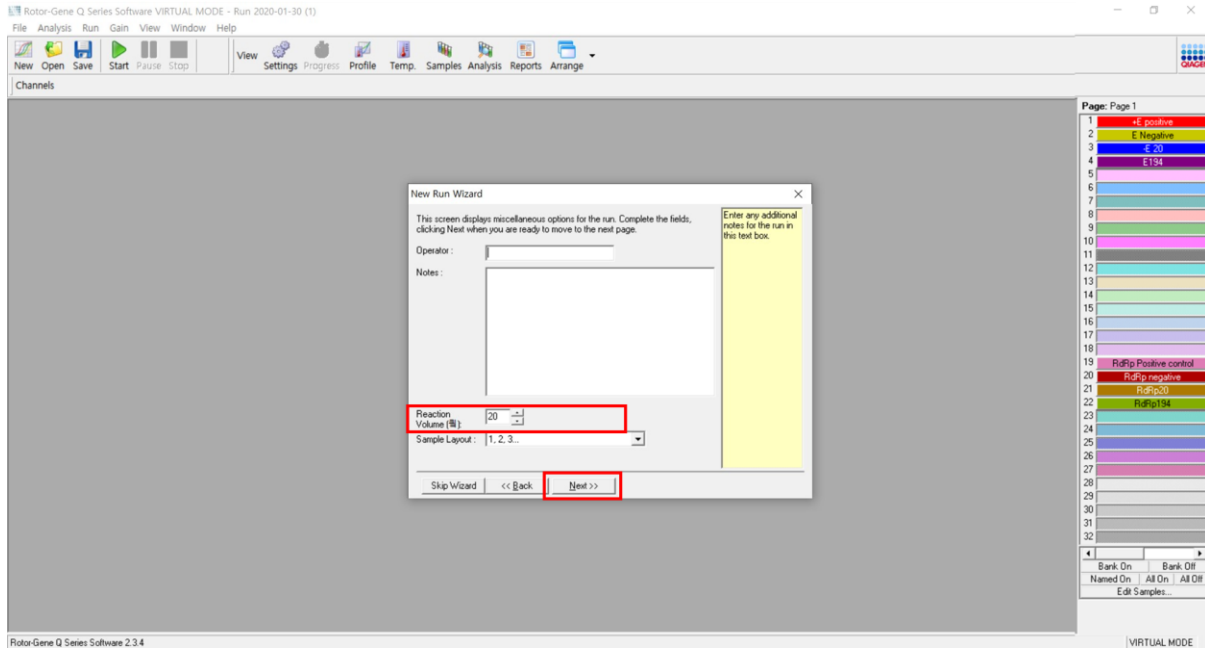 Rotor-Gene Q Series Software VIRTUAL MODE - Run 2020-01-30 (1)
File Analysis Run Gain View Window Help
New Open Save Start Pause Stop View Settings Progress Profile Temp. Samples Analysis Reports Arrange
QIAGEN
Channels
Page: Page 1
1 +E positive
2 E Negative
3 -E 20
4 E194
5
6
7
8
9
10
11
12
13
14
15
16
17
18
19 RdRp Positive control
20 RdRp negative
21 RdRp20
22 RdRp194
23
24
25
26
27
28
29
30
31
32
Bank On Bank Off
Named On All On All Off
Edit Samples...
New Run Wizard
This screen displays miscellaneous options for the run. Complete the fields,
clicking Next when you are ready to move to the next page.
Operator :
Notes :
Reaction
Volume (퀶): 20
Sample Layout : 1, 2, 3...
Skip Wizard << Back Next >>
Enter any additional
notes for the run in
this text box.
Rotor-Gene Q Series Software 2.3.4
VIRTUAL MODE